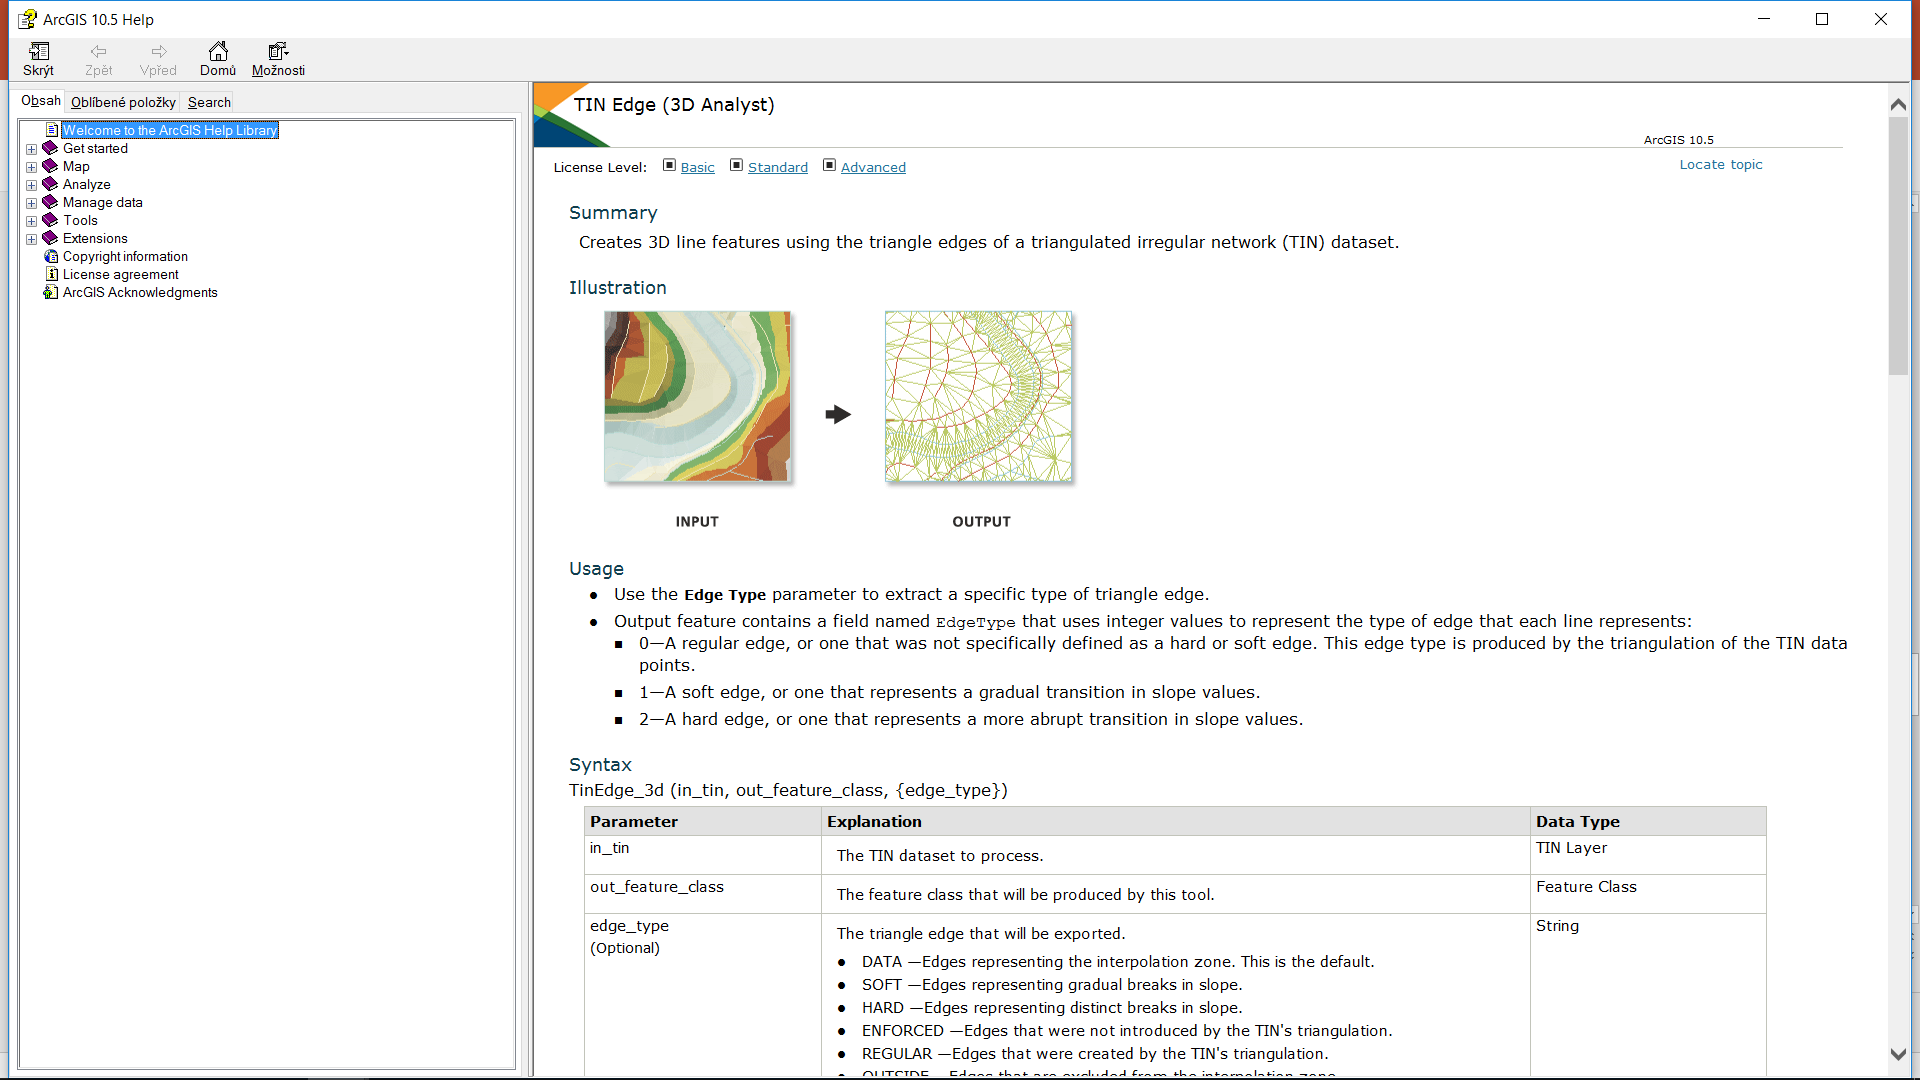 ArcGIS 10.5 Help
Skrýt Zpět Vpřed Domů Možnosti
Obsah Oblíbené položky Search
Welcome to the ArcGIS Help Library
Get started
Map
Analyze
Manage data
Tools
Extensions
Copyright information
License agreement
ArcGIS Acknowledgments
TIN Edge (3D Analyst)
ArcGIS 10.5
License Level: Basic Standard Advanced
Locate topic
Summary
Creates 3D line features using the triangle edges of a triangulated irregular network (TIN) dataset.
Illustration
INPUT OUTPUT
Usage
● Use the Edge Type parameter to extract a specific type of triangle edge.
● Output feature contains a field named EdgeType that uses integer values to represent the type of edge that each line represents:
■ 0—A regular edge, or one that was not specifically defined as a hard or soft edge. This edge type is produced by the triangulation of the TIN data
points.
■ 1—A soft edge, or one that represents a gradual transition in slope values.
■ 2—A hard edge, or one that represents a more abrupt transition in slope values.
Syntax
TinEdge_3d (in_tin, out_feature_class, {edge_type})
Parameter Explanation Data Type
in_tin The TIN dataset to process. TIN Layer
out_feature_class The feature class that will be produced by this tool. Feature Class
edge_type The triangle edge that will be exported. String
(Optional)
● DATA —Edges representing the interpolation zone. This is the default.
● SOFT —Edges representing gradual breaks in slope.
● HARD —Edges representing distinct breaks in slope.
● ENFORCED —Edges that were not introduced by the TIN's triangulation.
● REGULAR —Edges that were created by the TIN's triangulation.
● OUTSIDE —Edges that are excluded from the interpolation zone.